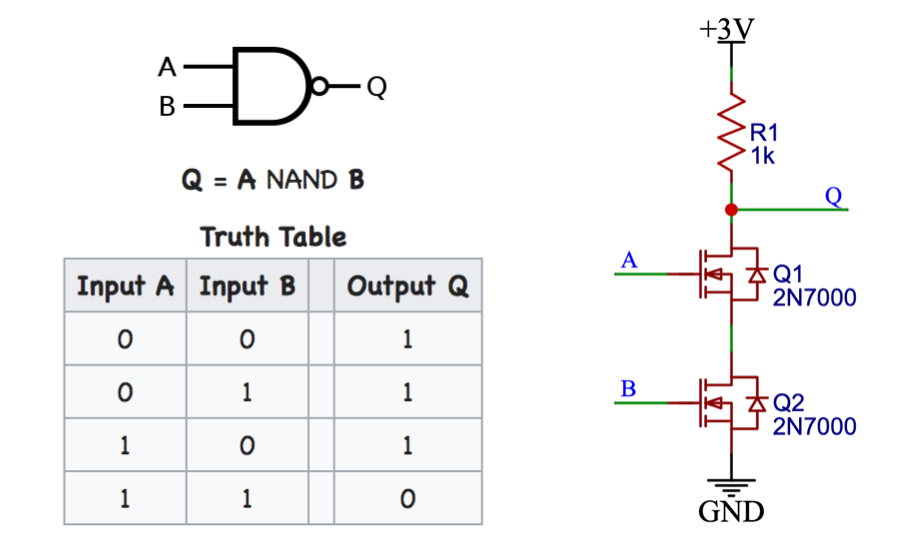 A
B
Q
Q = A NAND B
Truth Table
Input A Input B Output Q
0 0 1
0 1 1
1 0 1
1 1 0
+3V
R1
1k
Q
A
Q1
2N7000
B
Q2
2N7000
GND